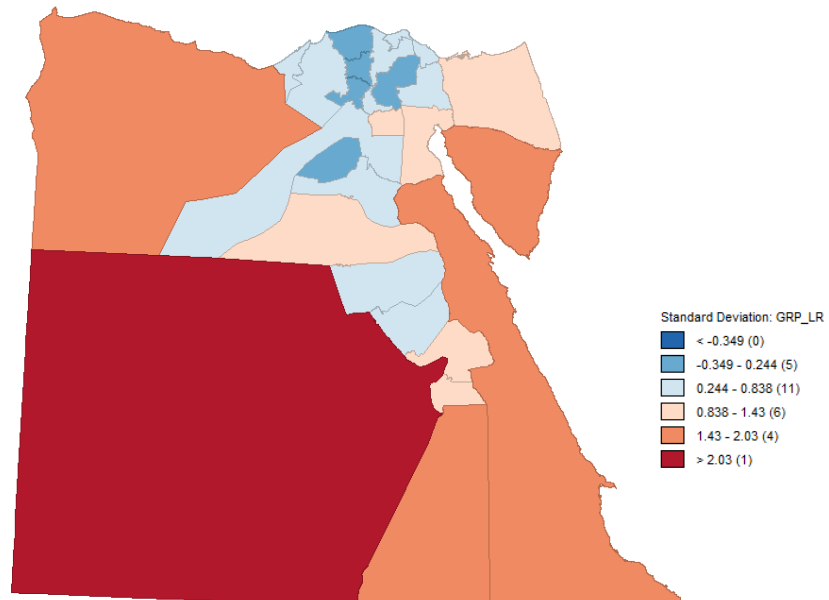 Standard Deviation: GRP_LR
< -0.349 (0)
-0.349 - 0.244 (5)
0.244 - 0.838 (11)
0.838 - 1.43 (6)
1.43 - 2.03 (4)
> 2.03 (1)